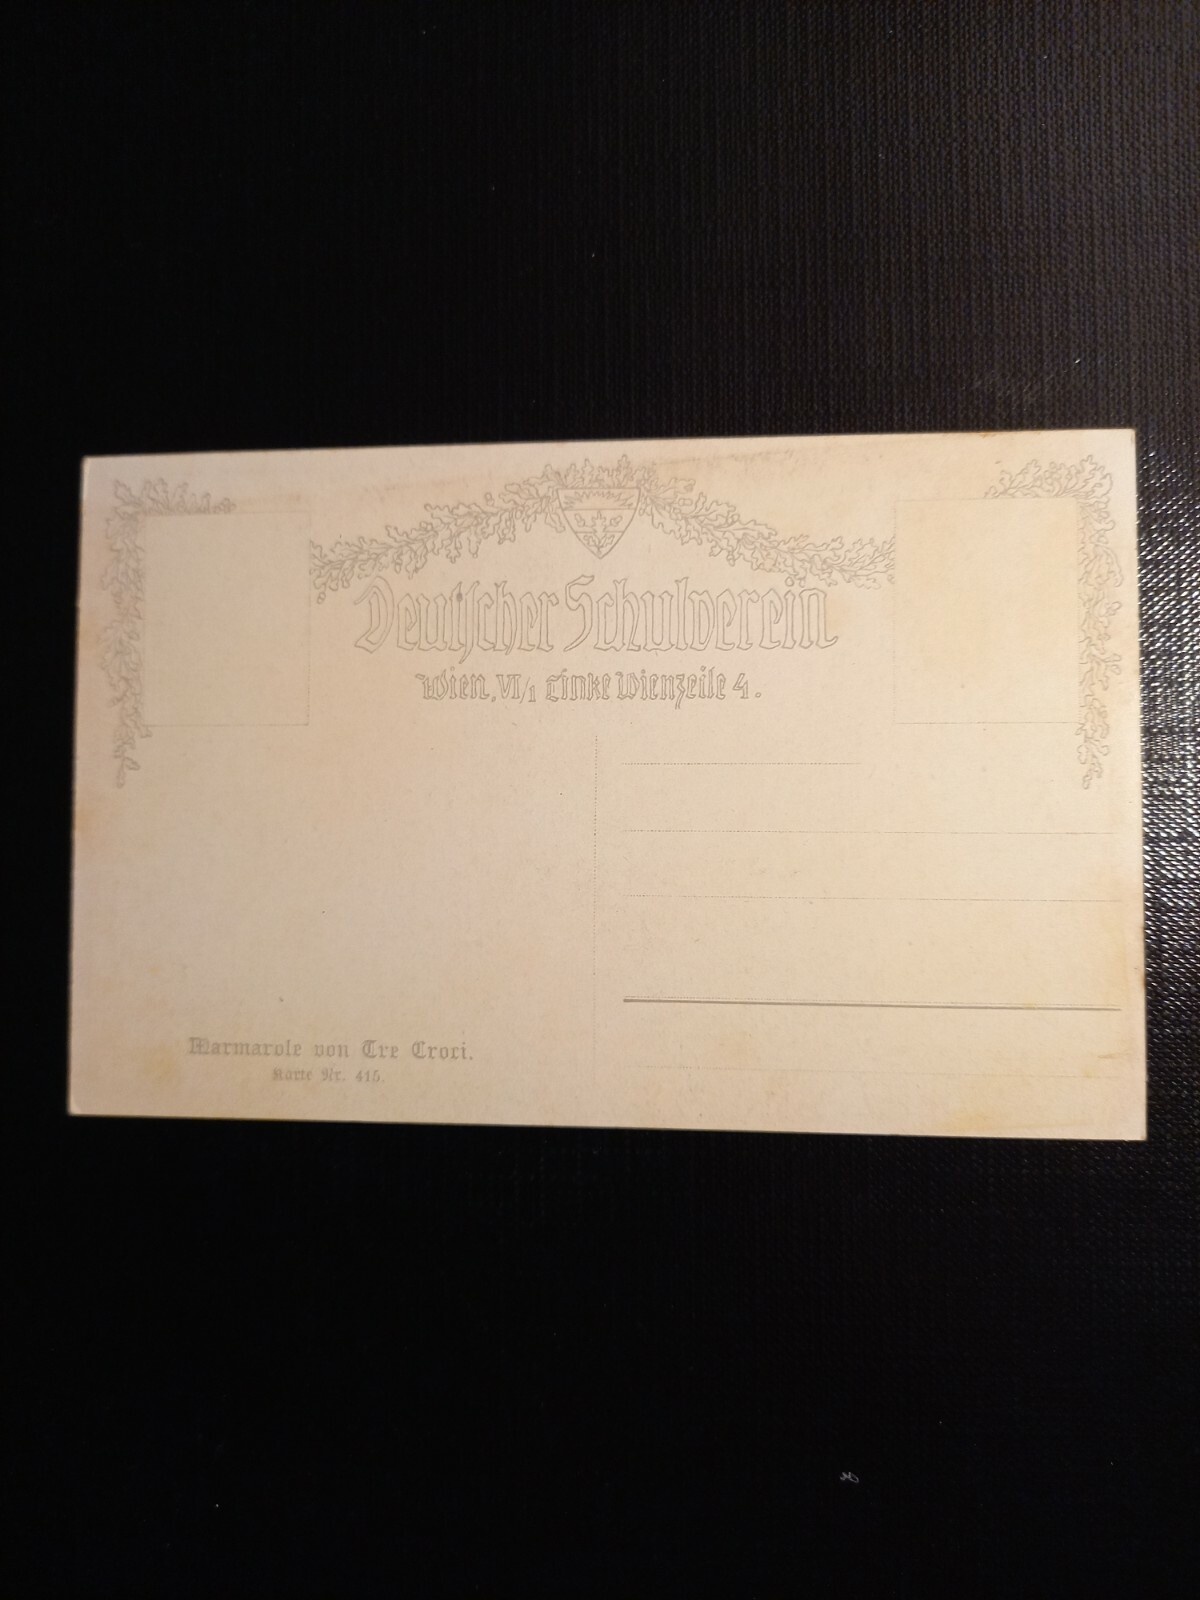 Deutscher Schulverein
Wien, VI/1 Linke Wienzeile 4.
Marmarole von Tre Croci.
Karte Nr. 415.